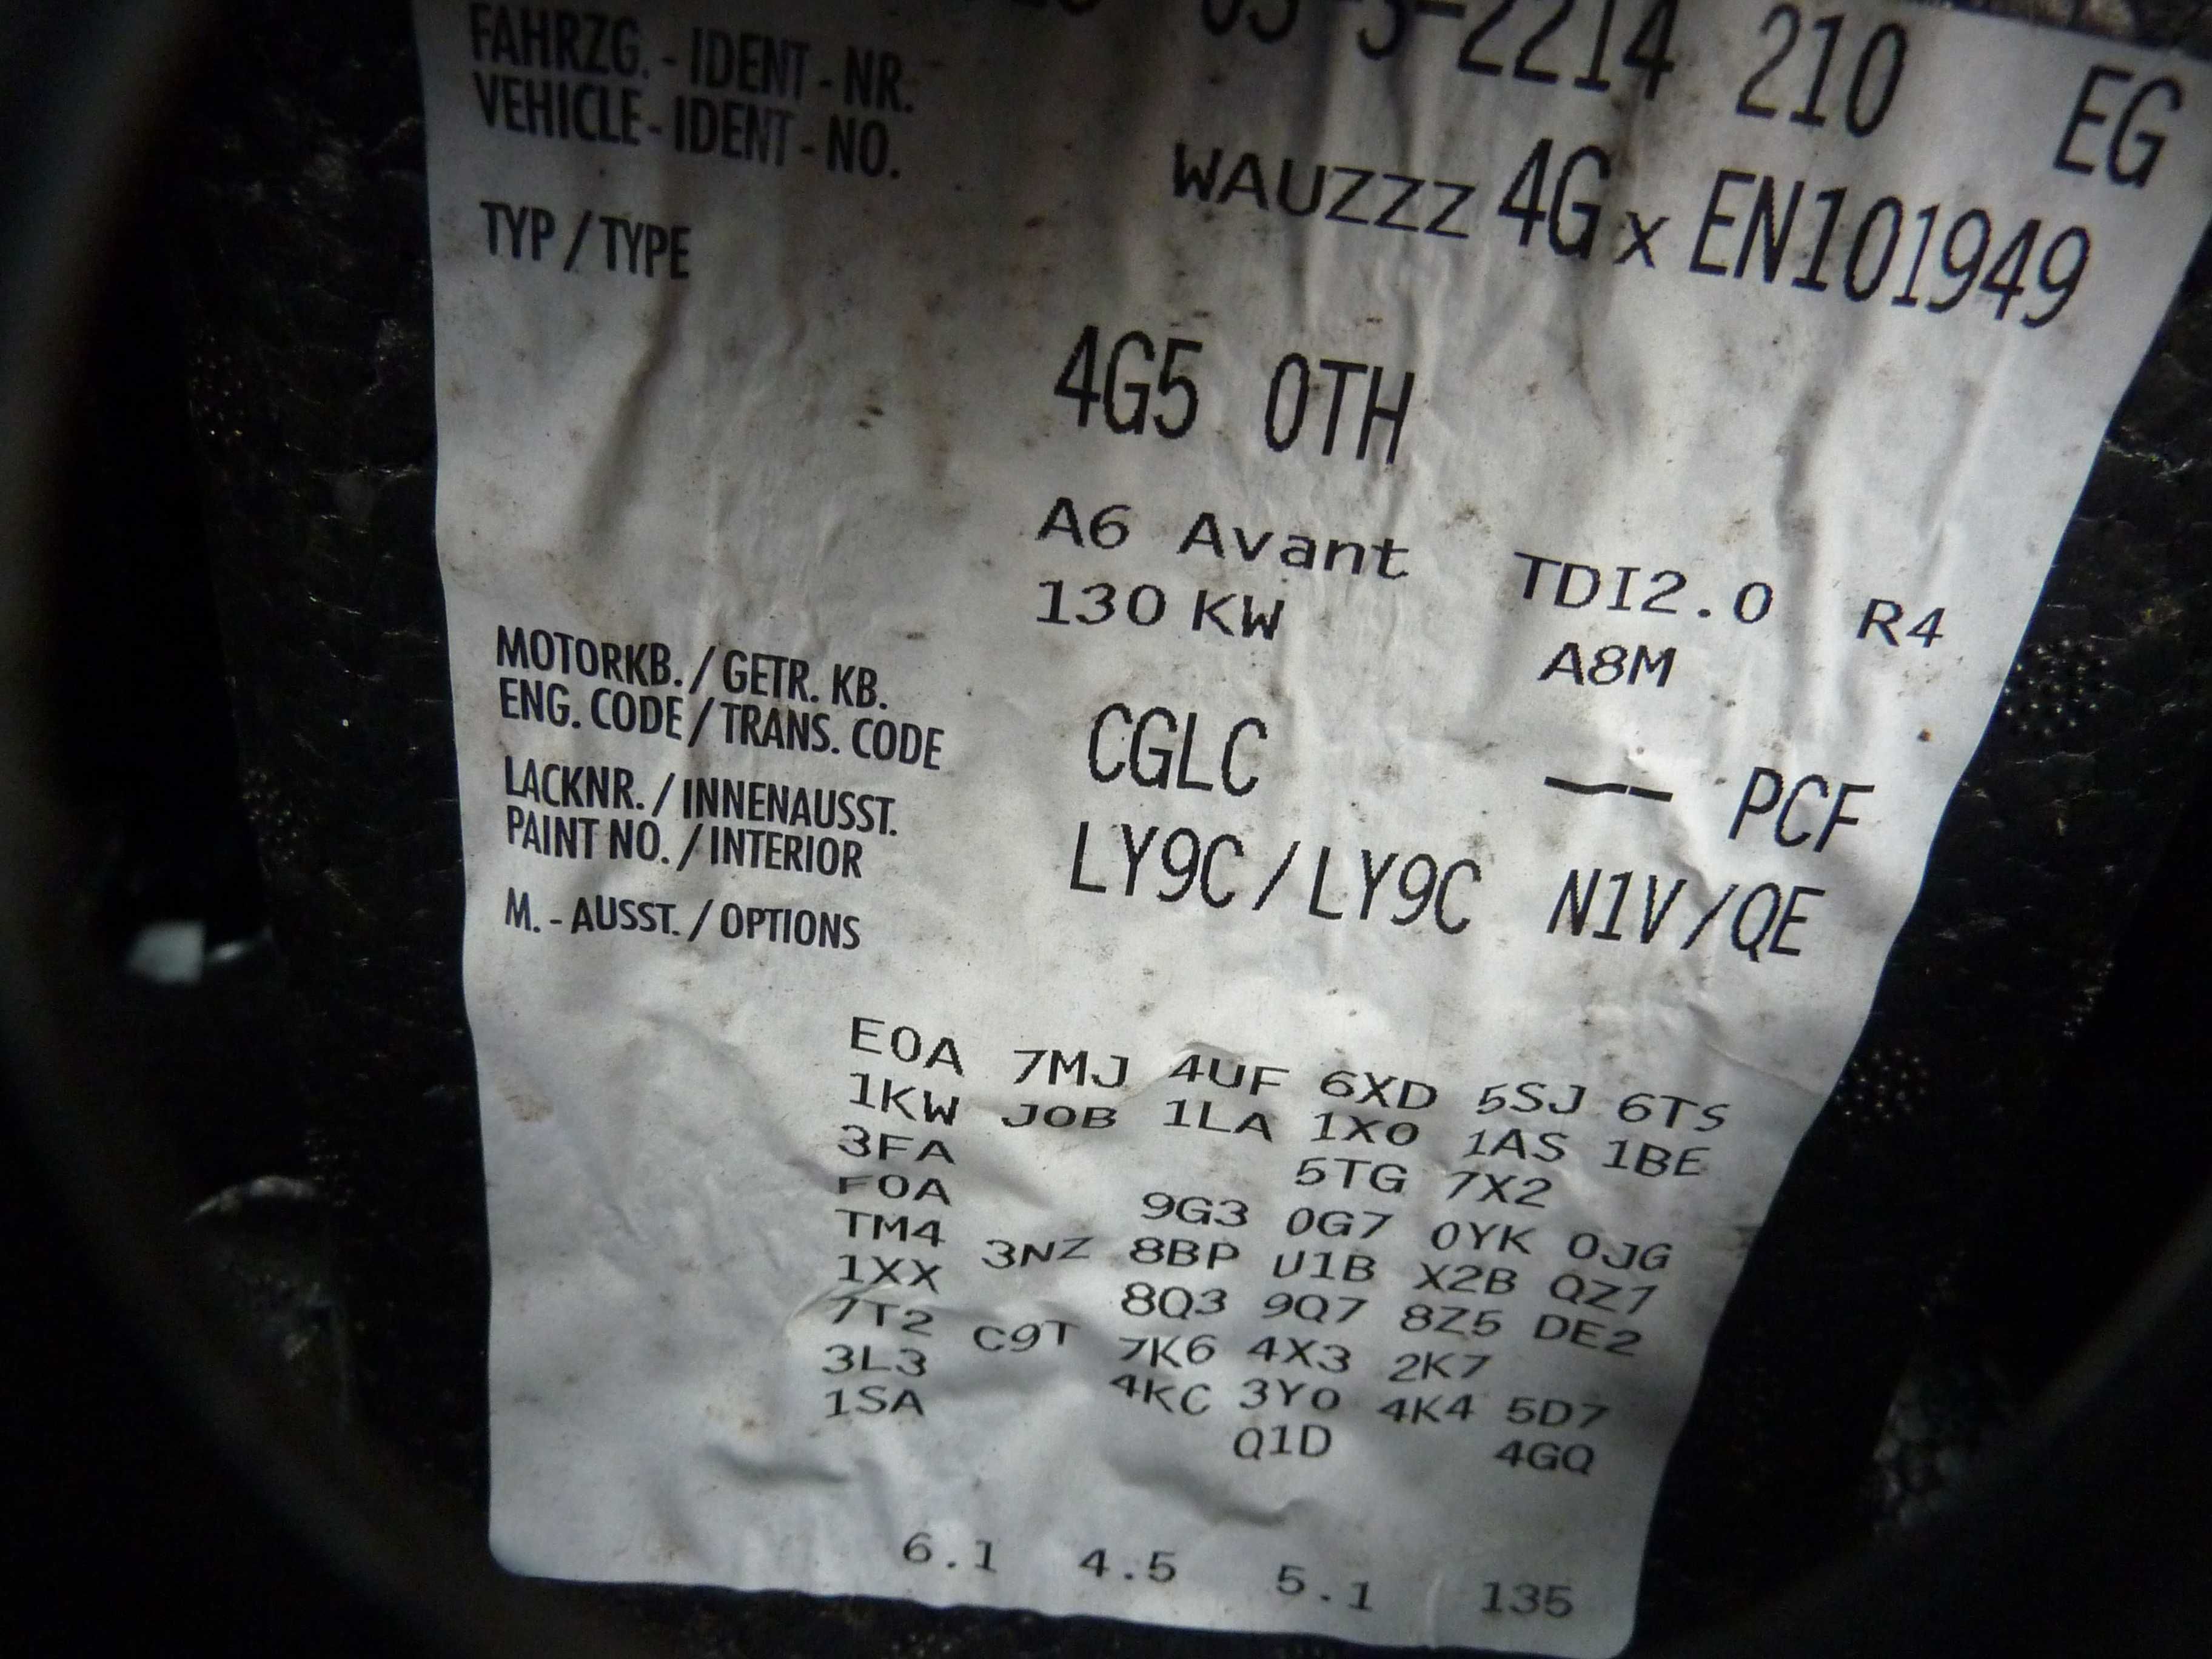 3-2214 210 EG
FAHRZG. - IDENT - NR.
VEHICLE - IDENT - NO.
WAUZZZ 4G x EN101949
TYP / TYPE
4G5 0TH
A6 Avant TDI2.0 R4
130 KW A8M
MOTORKB. / GETR. KB.
ENG. CODE / TRANS. CODE
CGLC -- PCF
LACKNR. / INNENAUSST.
PAINT NO. / INTERIOR
LY9C / LY9C N1V / QE
M. - AUSST. / OPTIONS
E0A 7MJ 4UF 6XD 5SJ 6TS
1KW J0B 1LA 1X0 1AS 1BE
3FA 5TG 7X2
F0A 9G3 0G7 0YK 0JG
TM4 3NZ 8BP U1B X2B QZ7
1XX 8Q3 9Q7 8Z5 DE2
7T2 C9T 7K6 4X3 2K7
3L3 4KC 3Y0 4K4 5D7
1SA Q1D 4GQ
6.1 4.5 5.1 135